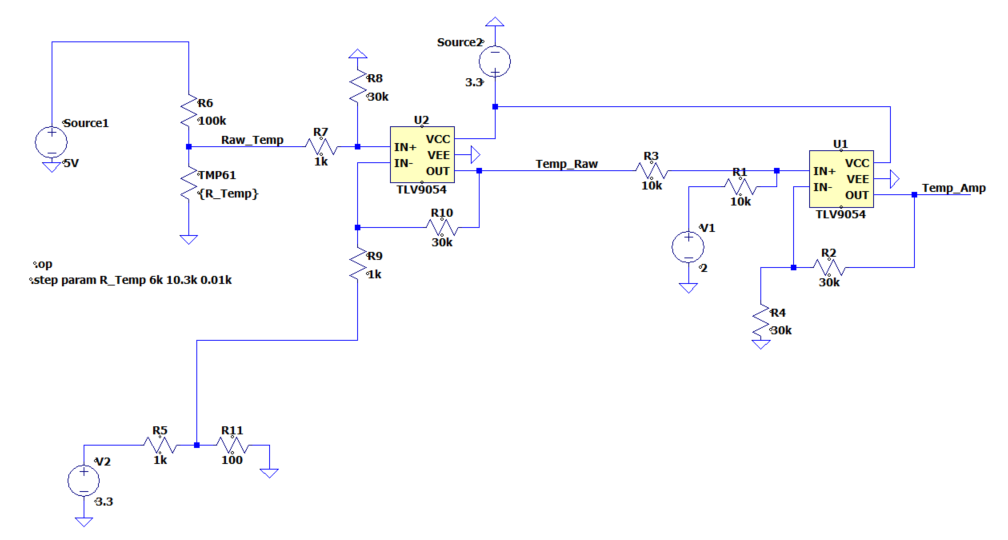 Source1
5V
R6
100k
Raw_Temp
TMP61
{R_Temp}
R7
1k
R8
30k
U2
IN+
IN-
VCC
VEE
OUT
TLV9054
Source2
3.3
R10
30k
R9
1k
Temp_Raw
R3
10k
R1
10k
V1
2
U1
IN+
IN-
VCC
VEE
OUT
TLV9054
Temp_Amp
R2
30k
R4
30k
.op
.step param R_Temp 6k 10.3k 0.01k
R5
1k
R11
100
V2
3.3